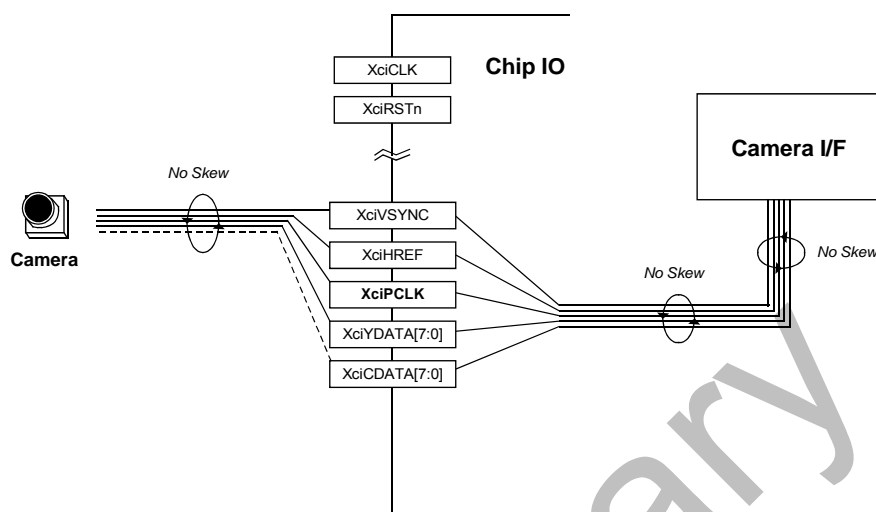 Chip IO
XciCLK
XciRSTn
Camera I/F
No Skew
XciVSYNC
Camera
XciHREF
No Skew
No Skew
XciPCLK
XciYDATA[7:0]
XciCDATA[7:0]
ary